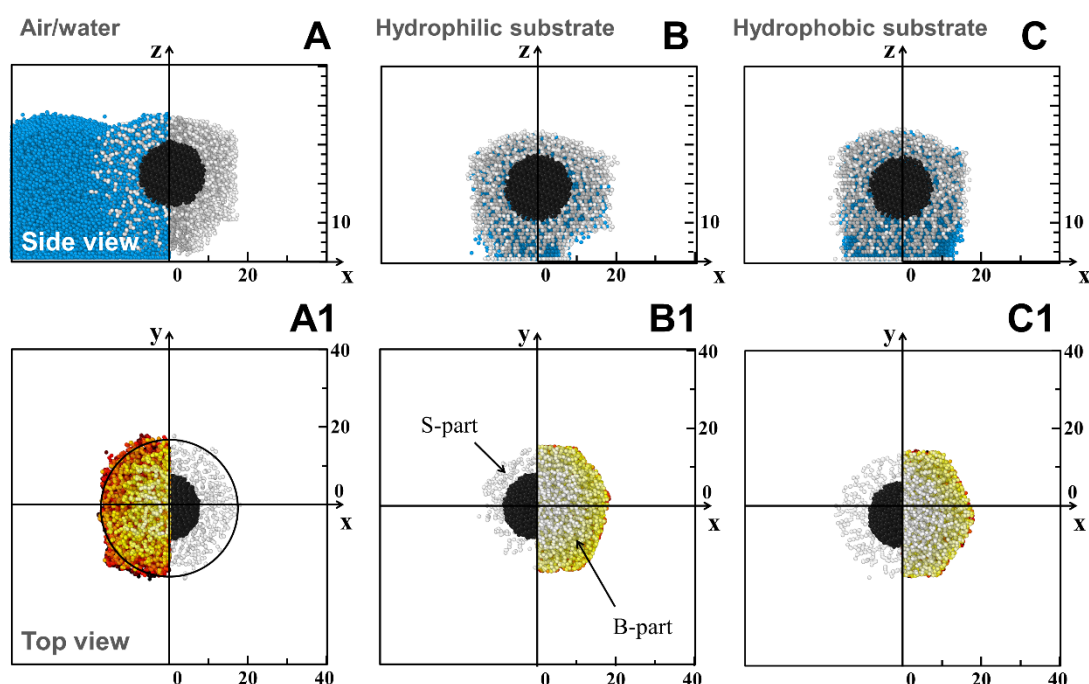 Air/water
A
z
Side view
10
0
20
x
Hydrophilic substrate
B
z
10
0
20
x
Hydrophobic substrate
C
z
10
0
20
x
A1
y
40
20
0
x
Top view
0
20
40
B1
y
40
S-part
20
0
x
B-part
0
20
40
C1
y
40
20
0
x
0
20
40